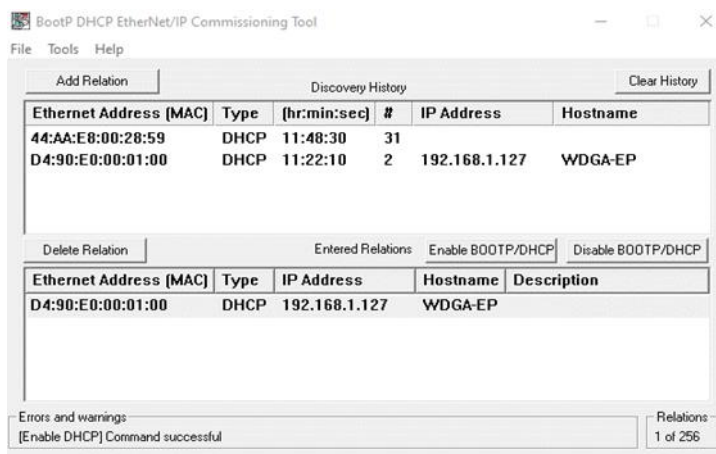 BootP DHCP EtherNet/IP Commissioning Tool
File Tools Help
Add Relation Discovery History Clear History
Ethernet Address (MAC) Type (hr:min:sec) # IP Address Hostname
44:AA:E8:00:28:59 DHCP 11:48:30 31
D4:90:E0:00:01:00 DHCP 11:22:10 2 192.168.1.127 WDGA-EP
Delete Relation Entered Relations Enable BOOTP/DHCP Disable BOOTP/DHCP
Ethernet Address (MAC) Type IP Address Hostname Description
D4:90:E0:00:01:00 DHCP 192.168.1.127 WDGA-EP
Errors and warnings Relations
[Enable DHCP] Command successful 1 of 256